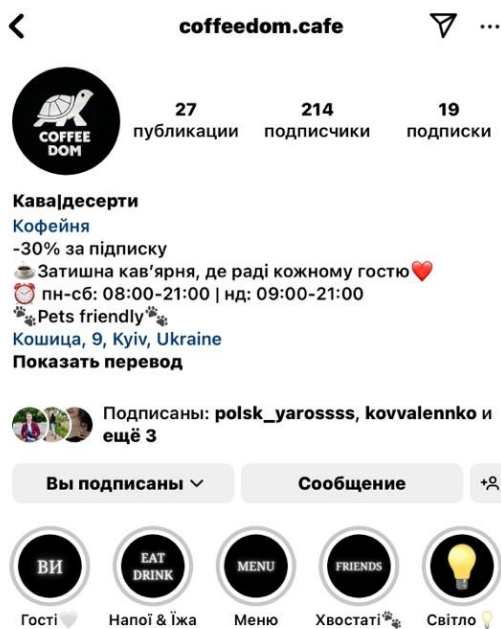 coffeedom.cafe
COFFEE
DOM
27 214 19
публикации подписчики подписки
Кава|десерти
Кофейня
-30% за підписку
☕Затишна кав’ярня, де раді кожному гостю❤️
⏰ пн-сб: 08:00-21:00 | нд: 09:00-21:00
🐾Pets friendly🐾
Кошица, 9, Kyiv, Ukraine
Показать перевод
Подписаны: polsk_yarossss, kovvalennko и
ещё 3
Вы подписаны Сообщение
ВИ EAT DRINK MENU FRIENDS
Гості🤍 Напої & Їжа Меню Хвостаті🐾 Світло💡